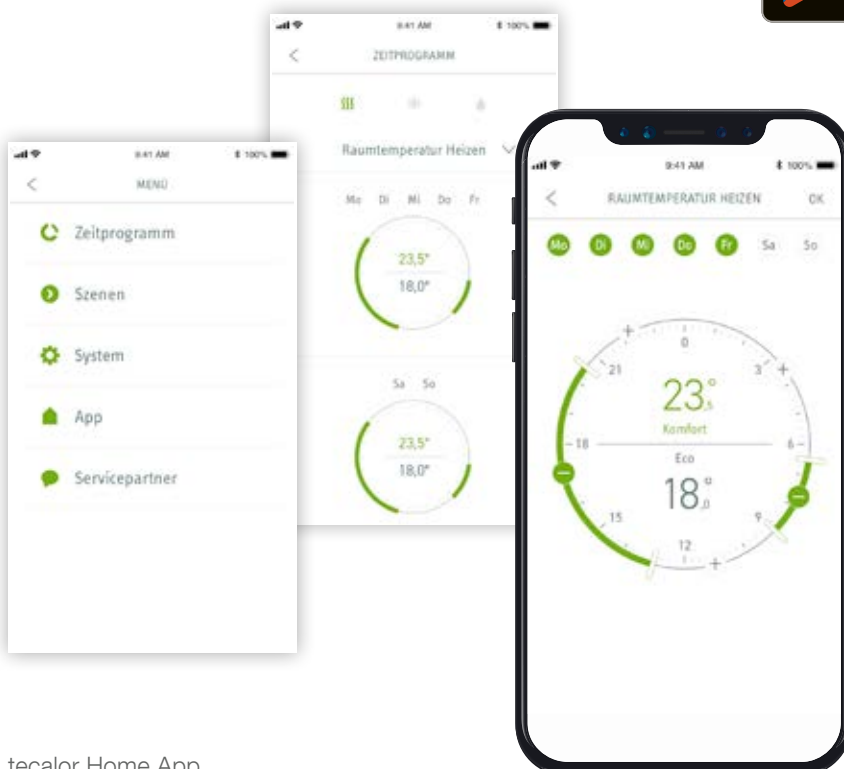 9:41 AM 100%
MENÜ
Zeitprogramm
Szenen
System
App
Servicepartner
9:41 AM 100%
ZEITPROGRAMM
Raumtemperatur Heizen
Mo Di Mi Do Fr
23,5°
18,0°
Sa So
23,5°
18,0°
9:41 AM 100%
RAUMTEMPERATUR HEIZEN OK
Mo Di Mi Do Fr Sa So
0
21 3
23,5°
Komfort
18 6
Eco
18,0°
15 9
12
tecalor Home App